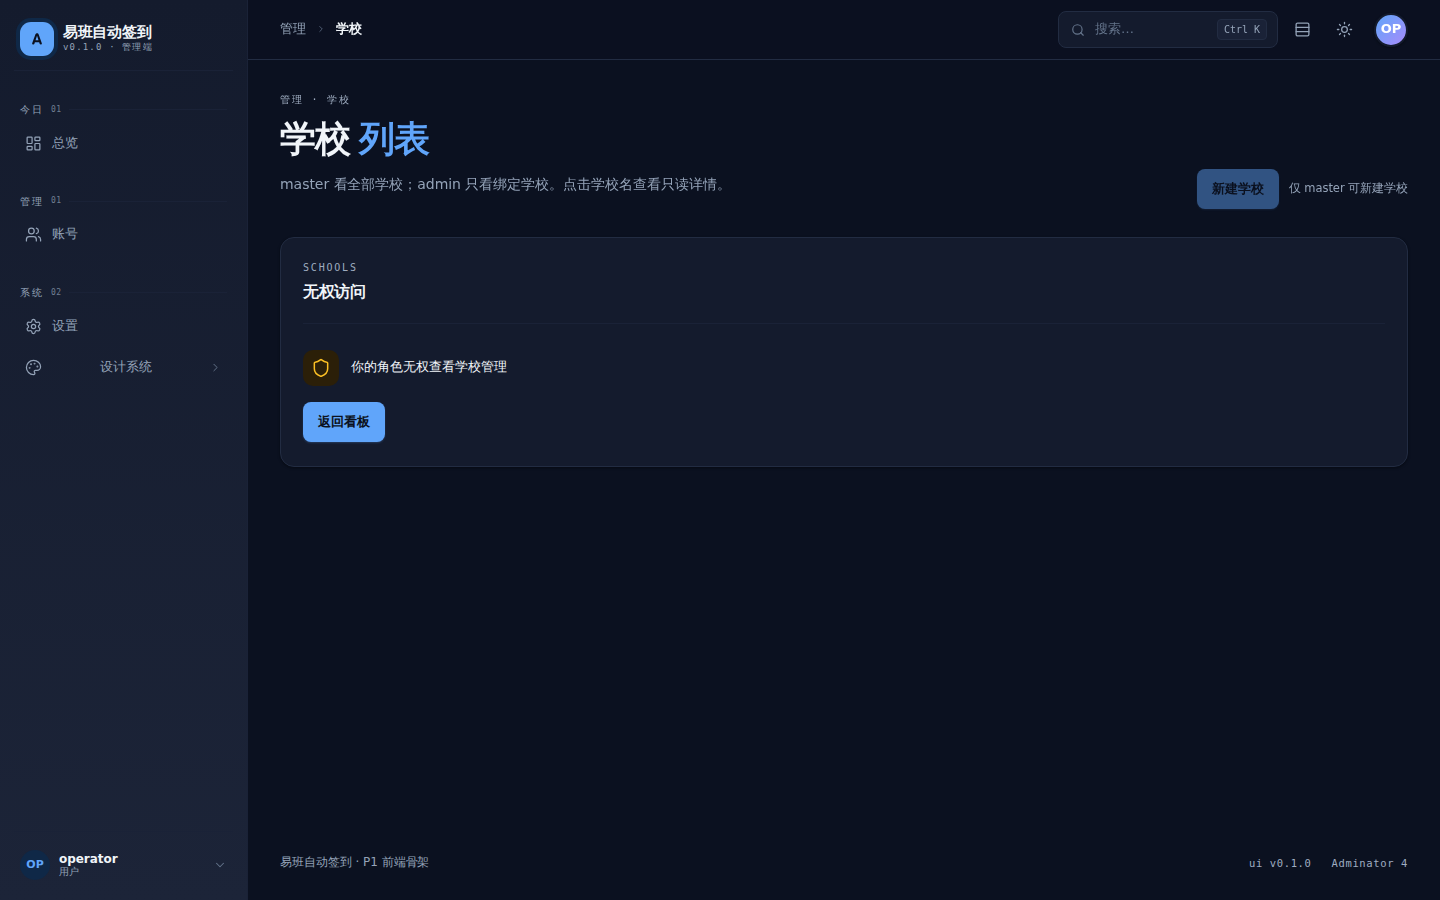 易班自动签到
v0.1.0 · 管理端
今日 01
总览
管理 01
账号
系统 02
设置
设计系统
OP
operator
用户
管理 > 学校
搜索...
Ctrl K
OP
管理 · 学校
学校 列表
master 看全部学校；admin 只看绑定学校。点击学校名查看只读详情。
新建学校
仅 master 可新建学校
SCHOOLS
无权访问
你的角色无权查看学校管理
返回看板
易班自动签到 · P1 前端骨架
ui v0.1.0 Adminator 4